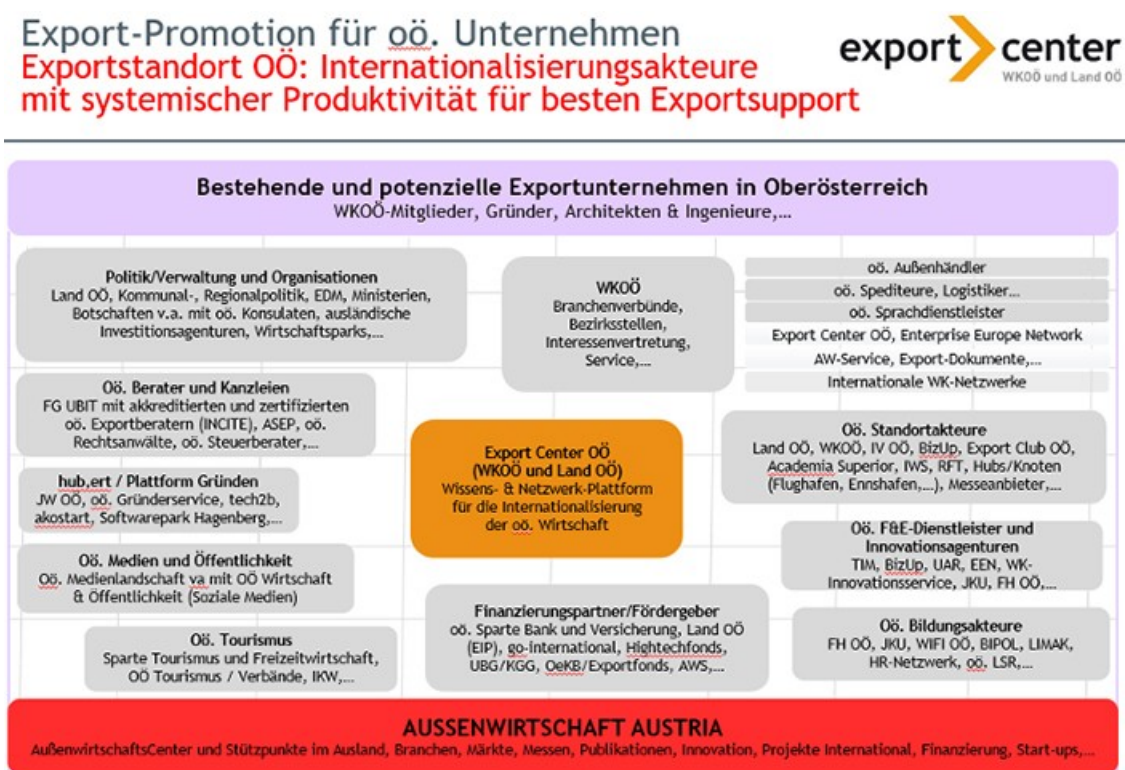 Export-Promotion für oö. Unternehmen
Exportstandort OÖ: Internationalisierungsakteure
mit systemischer Produktivität für besten Exportsupport
export center
WKOÖ und Land OÖ
Bestehende und potenzielle Exportunternehmen in Oberösterreich
WKOÖ-Mitglieder, Gründer, Architekten & Ingenieure,...
Politik/Verwaltung und Organisationen
Land OÖ, Kommunal-, Regionalpolitik, EDM, Ministerien,
Botschaften v.a. mit oö. Konsulaten, ausländische
Investitionsagenturen, Wirtschaftsparks,...
WKOÖ
Branchenverbünde,
Bezirksstellen,
Interessenvertretung,
Service,...
oö. Außenhändler
oö. Spediteure, Logistiker...
oö. Sprachdienstleister
Export Center OÖ, Enterprise Europe Network
AW-Service, Export-Dokumente,...
Internationale WK-Netzwerke
Oö. Berater und Kanzleien
FG UBIT mit akkreditierten und zertifizierten
oö. Exportberatern (INCITE), ASEP, oö.
Rechtsanwälte, oö. Steuerberater,...
Export Center OÖ
(WKOÖ und Land OÖ)
Wissens- & Netzwerk-Plattform
für die Internationalisierung
der oö. Wirtschaft
Oö. Standortakteure
Land OÖ, WKOÖ, IV OÖ, BizUp, Export Club OÖ,
Academia Superior, IWS, RFT, Hubs/Knoten
(Flughafen, Ennshafen,...), Messeanbieter,...
hub.ert / Plattform Gründen
JW OÖ, oö. Gründerservice, tech2b,
akostart, Softwarepark Hagenberg,...
Oö. F&E-Dienstleister und
Innovationsagenturen
TIM, BizUp, UAR, EEN, WK-
Innovationsservice, JKU, FH OÖ,...
Oö. Medien und Öffentlichkeit
Oö. Medienlandschaft va mit OÖ Wirtschaft
& Öffentlichkeit (Soziale Medien)
Finanzierungspartner/Fördergeber
oö. Sparte Bank und Versicherung, Land OÖ
(EIP), go-international, Hightechfonds,
UBG/KGG, OeKB/Exportfonds, AWS,...
Oö. Bildungsakteure
FH OÖ, JKU, WIFI OÖ, BIPOL, LIMAK,
HR-Netzwerk, oö. LSR,...
Oö. Tourismus
Sparte Tourismus und Freizeitwirtschaft,
OÖ Tourismus / Verbände, IKW,...
AUSSENWIRTSCHAFT AUSTRIA
AußenwirtschaftsCenter und Stützpunkte im Ausland, Branchen, Märkte, Messen, Publikationen, Innovation, Projekte International, Finanzierung, Start-ups,...